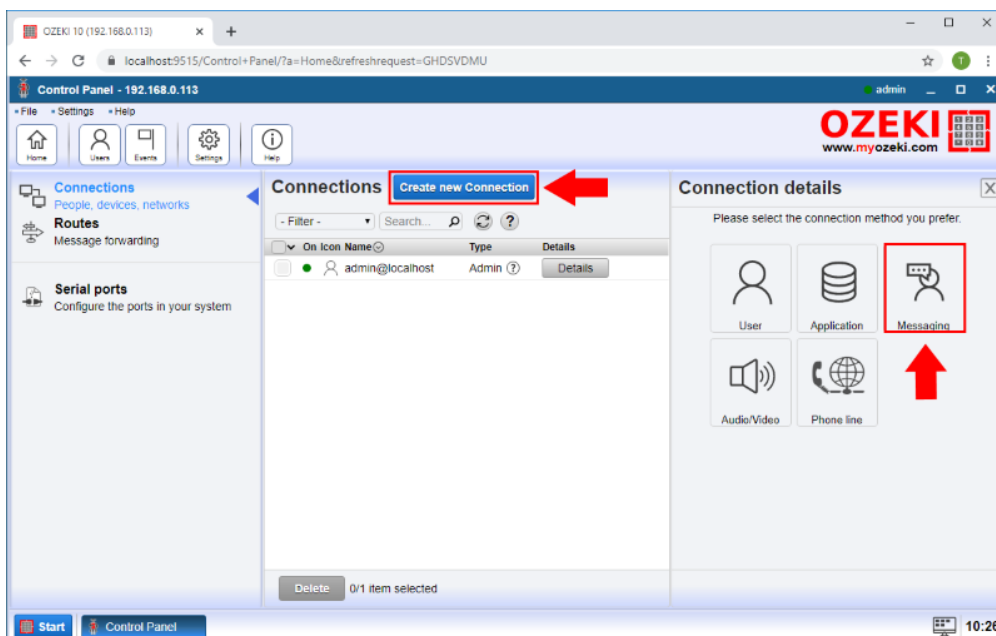 OZEKI 10 (192.168.0.113)
localhost:9515/Control+Panel/?a=Home&refreshrequest=GHDSVDMU
T
Control Panel - 192.168.0.113
admin
File Settings Help
Home
Users
Events
Settings
Help
OZEKI
www.myozeki.com
Connections
People, devices, networks
Routes
Message forwarding
Serial ports
Configure the ports in your system
Connections
Create new Connection
- Filter -
Search...
?
On Icon Name Type Details
admin@localhost Admin ? Details
Delete 0/1 item selected
Connection details
X
Please select the connection method you prefer.
User
Application
Messaging
Audio/Video
Phone line
Start
Control Panel
10:26